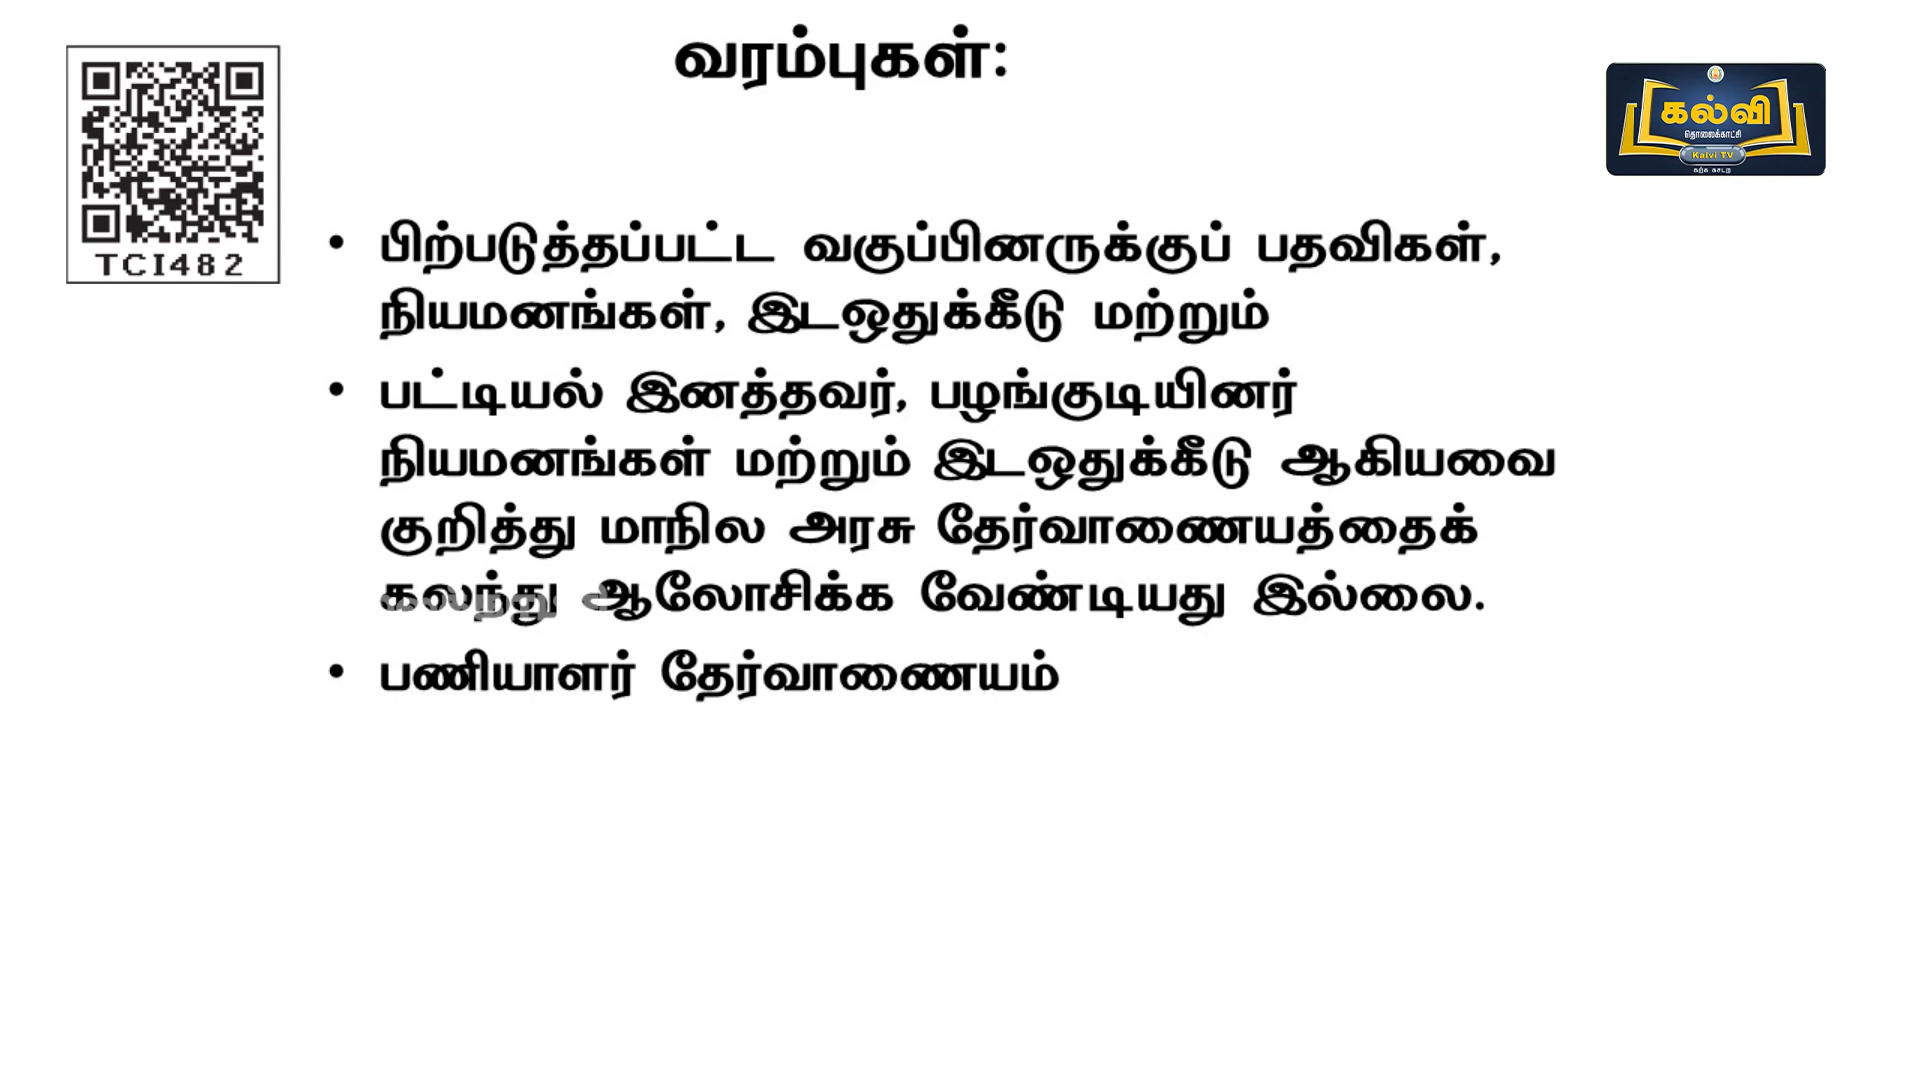 வரம்புகள்:
TCI482
கல்வி
தொலைக்காட்சி
Kalvi TV
கற்க கசடற
• பிற்படுத்தப்பட்ட வகுப்பினருக்குப் பதவிகள்,
நியமனங்கள், இடஒதுக்கீடு மற்றும்
• பட்டியல் இனத்தவர், பழங்குடியினர்
நியமனங்கள் மற்றும் இடஒதுக்கீடு ஆகியவை
குறித்து மாநில அரசு தேர்வாணையத்தைக்
கலந்து ஆலோசிக்க வேண்டியது இல்லை.
• பணியாளர் தேர்வாணையம்